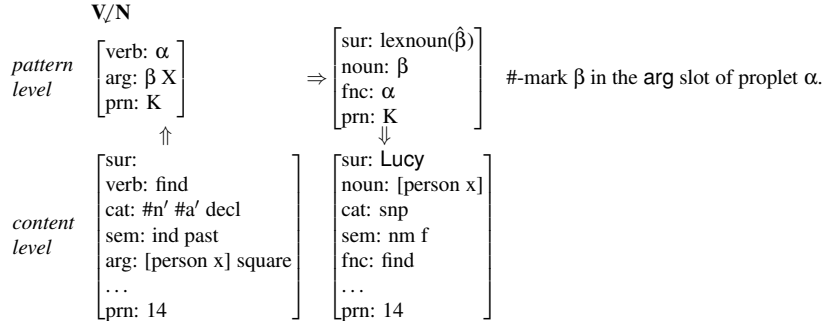 V⁄N
pattern level [verb: α arg: β X prn: K] ⇒ [sur: lexnoun(β̂) noun: β fnc: α prn: K] #-mark β in the arg slot of proplet α.
⇑ ⇓
content level [sur: verb: find cat: #n′ #a′ decl sem: ind past arg: [person x] square ... prn: 14] [sur: Lucy noun: [person x] cat: snp sem: nm f fnc: find ... prn: 14]